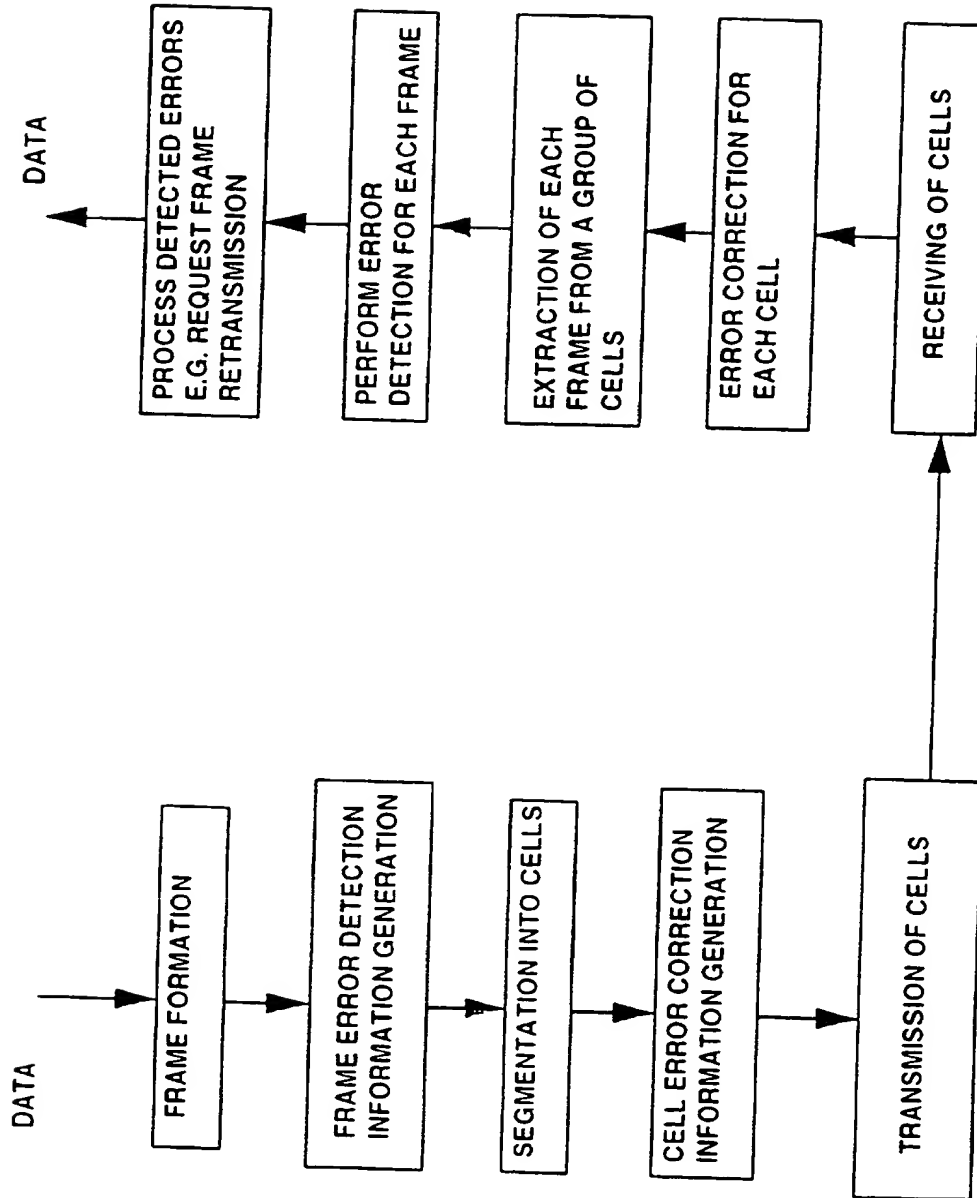 DATA
FRAME FORMATION
FRAME ERROR DETECTION
INFORMATION GENERATION
SEGMENTATION INTO CELLS
CELL ERROR CORRECTION
INFORMATION GENERATION
TRANSMISSION OF CELLS
DATA
PROCESS DETECTED ERRORS
E.G. REQUEST FRAME
RETRANSMISSION
PERFORM ERROR
DETECTION FOR EACH FRAME
EXTRACTION OF EACH
FRAME FROM A GROUP OF
CELLS
ERROR CORRECTION FOR
EACH CELL
RECEIVING OF CELLS